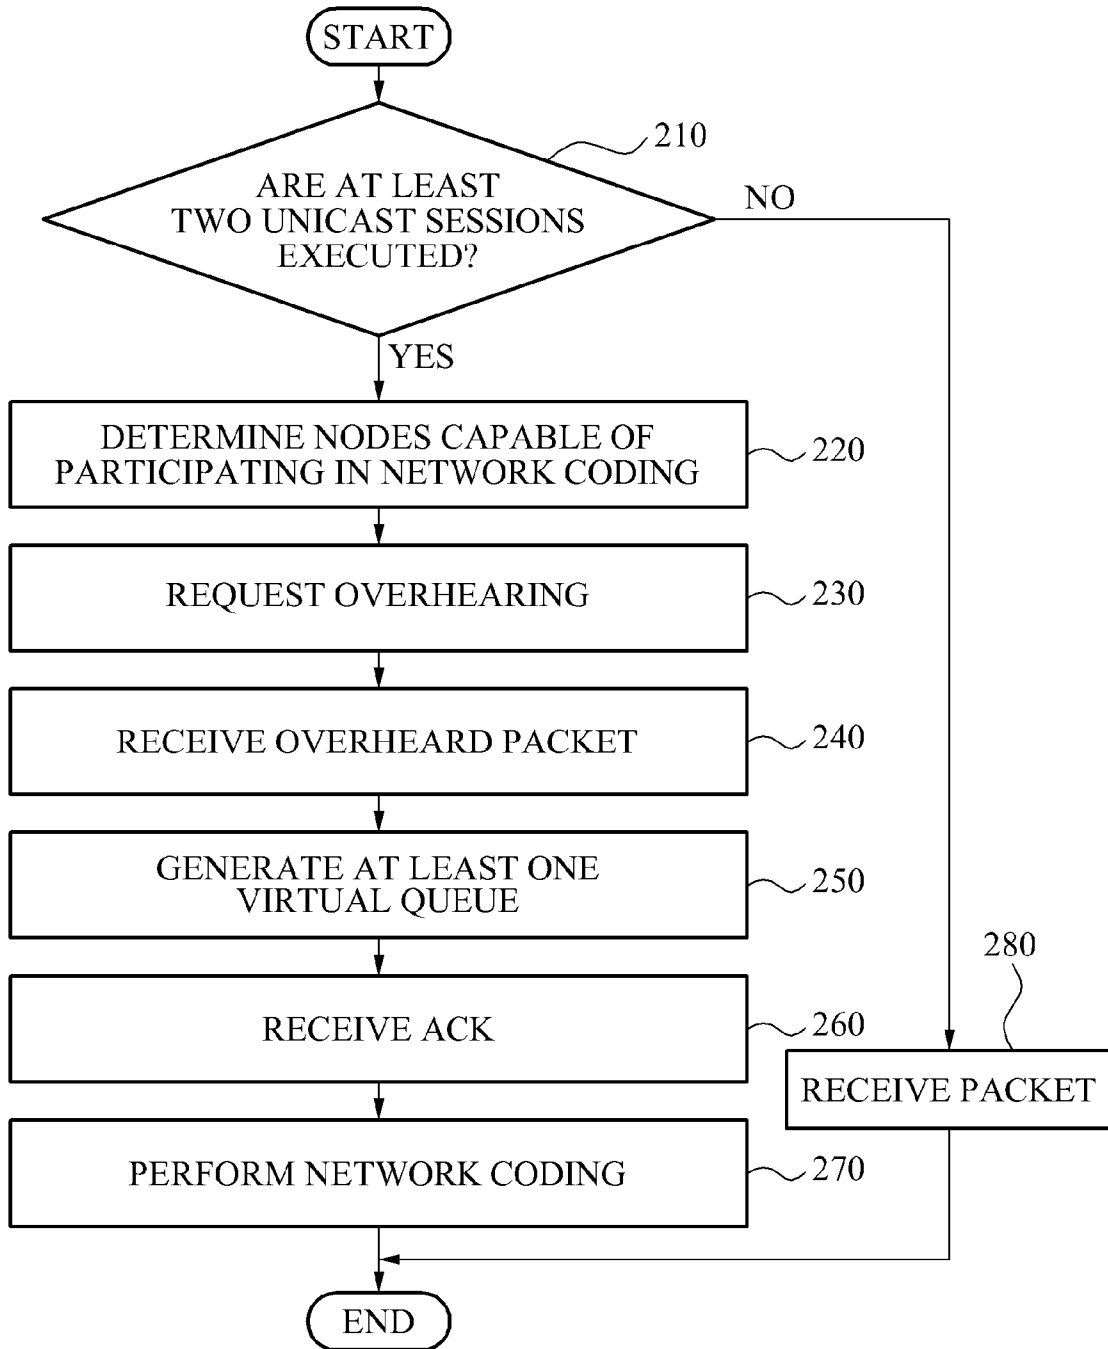 START
210
ARE AT LEAST
TWO UNICAST SESSIONS
EXECUTED?
NO
YES
DETERMINE NODES CAPABLE OF
PARTICIPATING IN NETWORK CODING
220
REQUEST OVERHEARING
230
RECEIVE OVERHEARD PACKET
240
GENERATE AT LEAST ONE
VIRTUAL QUEUE
250
RECEIVE ACK
260
280
RECEIVE PACKET
PERFORM NETWORK CODING
270
END